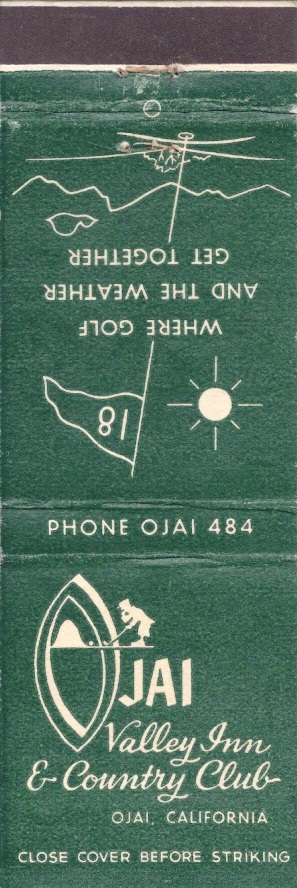 WHERE GOLF
AND THE WEATHER
GET TOGETHER
18
PHONE OJAI 484
OJAI
Valley Inn
& Country Club
OJAI, CALIFORNIA
CLOSE COVER BEFORE STRIKING